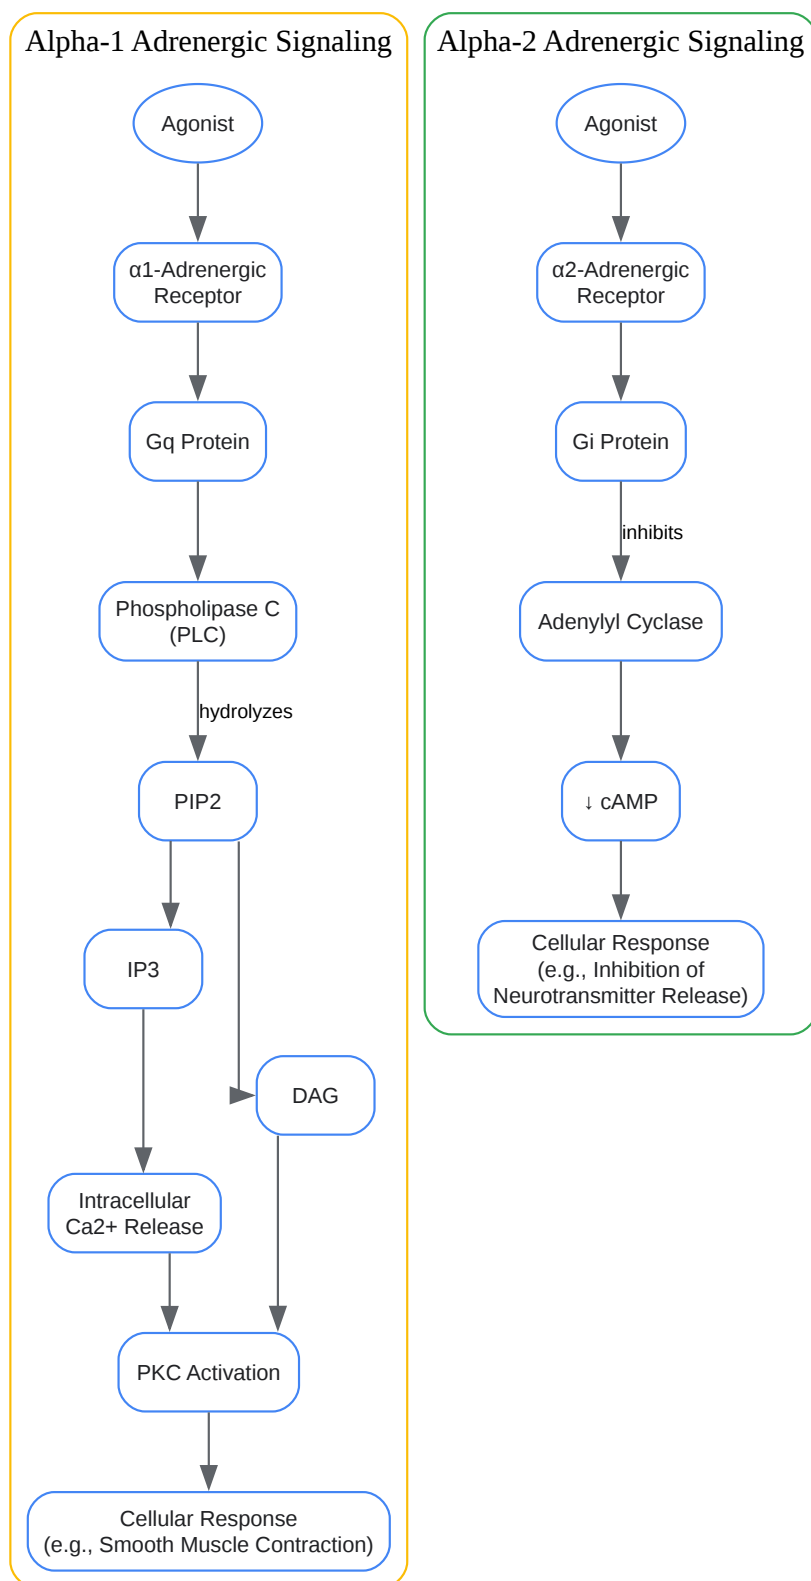 Alpha-1 Adrenergic Signaling
Agonist
α1-Adrenergic
Receptor
Gq Protein
Phospholipase C
(PLC)
hydrolyzes
PIP2
IP3
DAG
Intracellular
Ca2+ Release
PKC Activation
Cellular Response
(e.g., Smooth Muscle Contraction)
Alpha-2 Adrenergic Signaling
Agonist
α2-Adrenergic
Receptor
Gi Protein
inhibits
Adenylyl Cyclase
↓ cAMP
Cellular Response
(e.g., Inhibition of
Neurotransmitter Release)